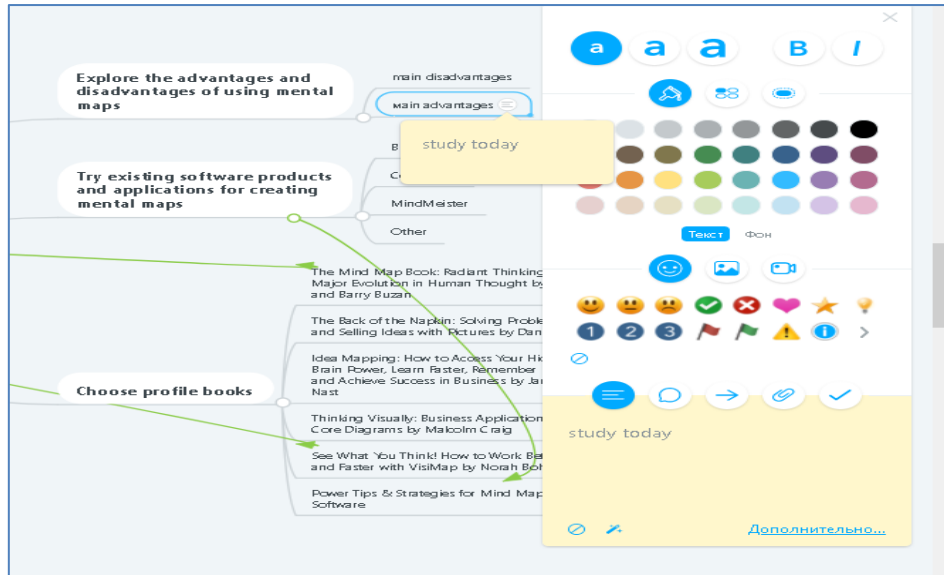 Explore the advantages and
disadvantages of using mental
maps
main disadvantages
main advantages
study today
Try existing software products
and applications for creating
mental maps
MindMeister
Other
Choose profile books
The Mind Map Book: Radiant Thinking
Major Evolution in Human Thought by
and Barry Buzan
The Back of the Napkin: Solving Proble
and Selling Ideas with Pictures by Dan
Idea Mapping: How to Access Your Hi
Brain Power, Learn Faster, Remember
and Achieve Success in Business by Ja
Nast
Thinking Visually: Business Application
Core Diagrams by Malcolm Craig
See What You Think! How to Work Be
and Faster with VisiMap by Norah Bol
Power Tips & Strategies for Mind Map
Software
a a a B I
Текст Фон
1 2 3
study today
Дополнительно...